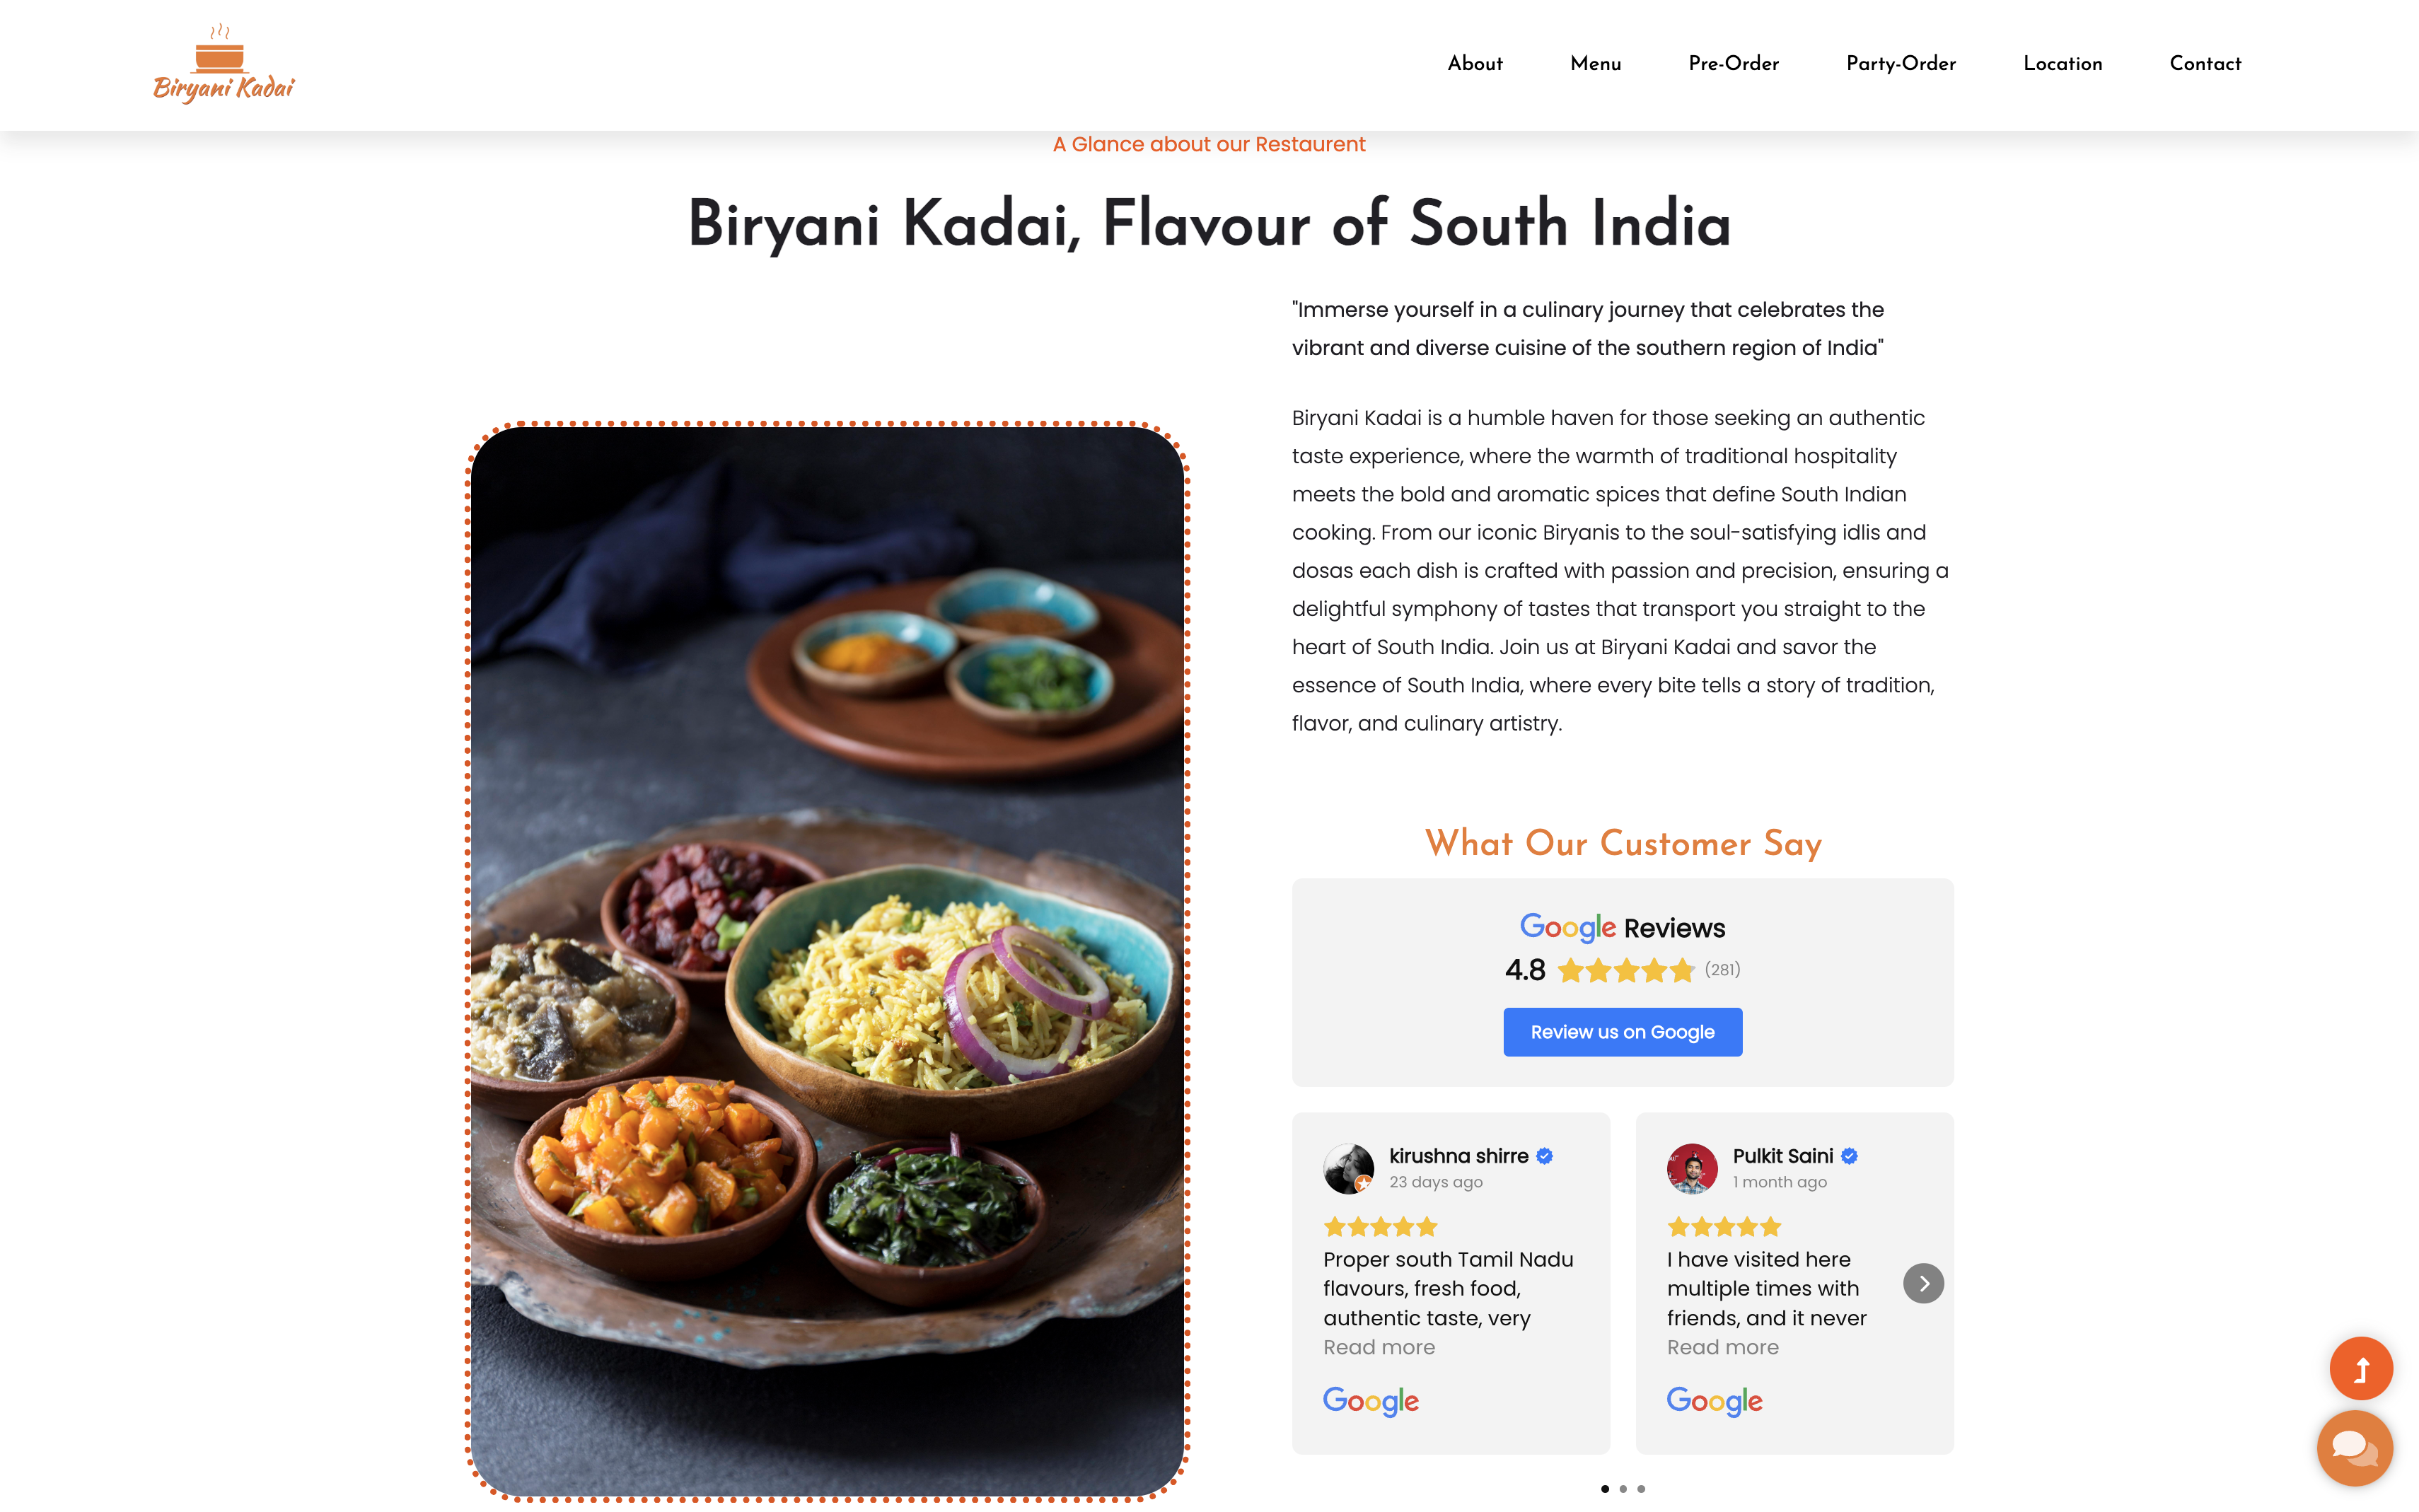 Biryani Kadai
About
Menu
Pre-Order
Party-Order
Location
Contact
A Glance about our Restaurent
Biryani Kadai, Flavour of South India
"Immerse yourself in a culinary journey that celebrates the
vibrant and diverse cuisine of the southern region of India"
Biryani Kadai is a humble haven for those seeking an authentic
taste experience, where the warmth of traditional hospitality
meets the bold and aromatic spices that define South Indian
cooking. From our iconic Biryanis to the soul-satisfying idlis and
dosas each dish is crafted with passion and precision, ensuring a
delightful symphony of tastes that transport you straight to the
heart of South India. Join us at Biryani Kadai and savor the
essence of South India, where every bite tells a story of tradition,
flavor, and culinary artistry.
What Our Customer Say
Google Reviews
4.8 (281)
Review us on Google
kirushna shirre
23 days ago
Proper south Tamil Nadu
flavours, fresh food,
authentic taste, very
Read more
Google
Pulkit Saini
1 month ago
I have visited here
multiple times with
friends, and it never
Read more
Google